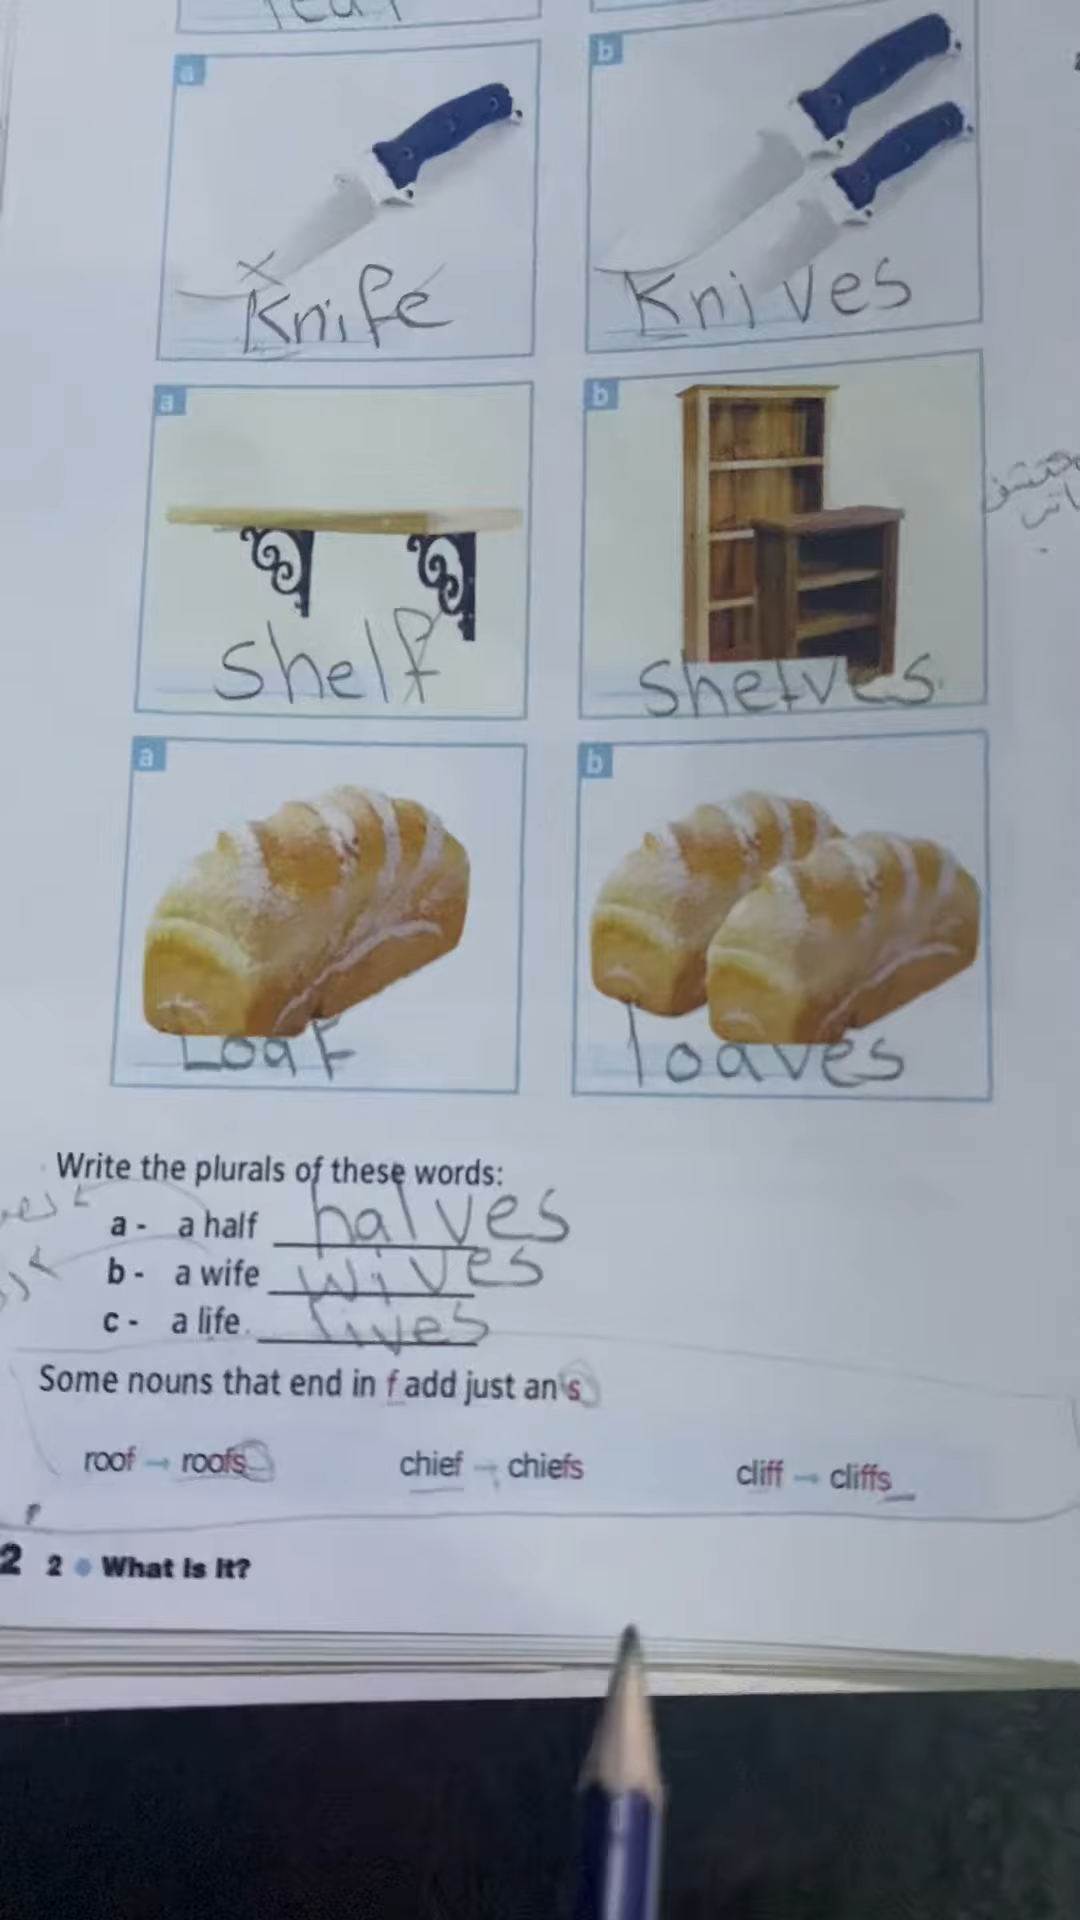 a
b
Knife
Knives
a
b
Shelf
Shelves
a
b
Loaf
loaves
Write the plurals of these words:
a - a half halves
b - a wife wives
c - a life lives
Some nouns that end in f add just an s
roof → roofs chief → chiefs cliff → cliffs
2 2 • What Is It?